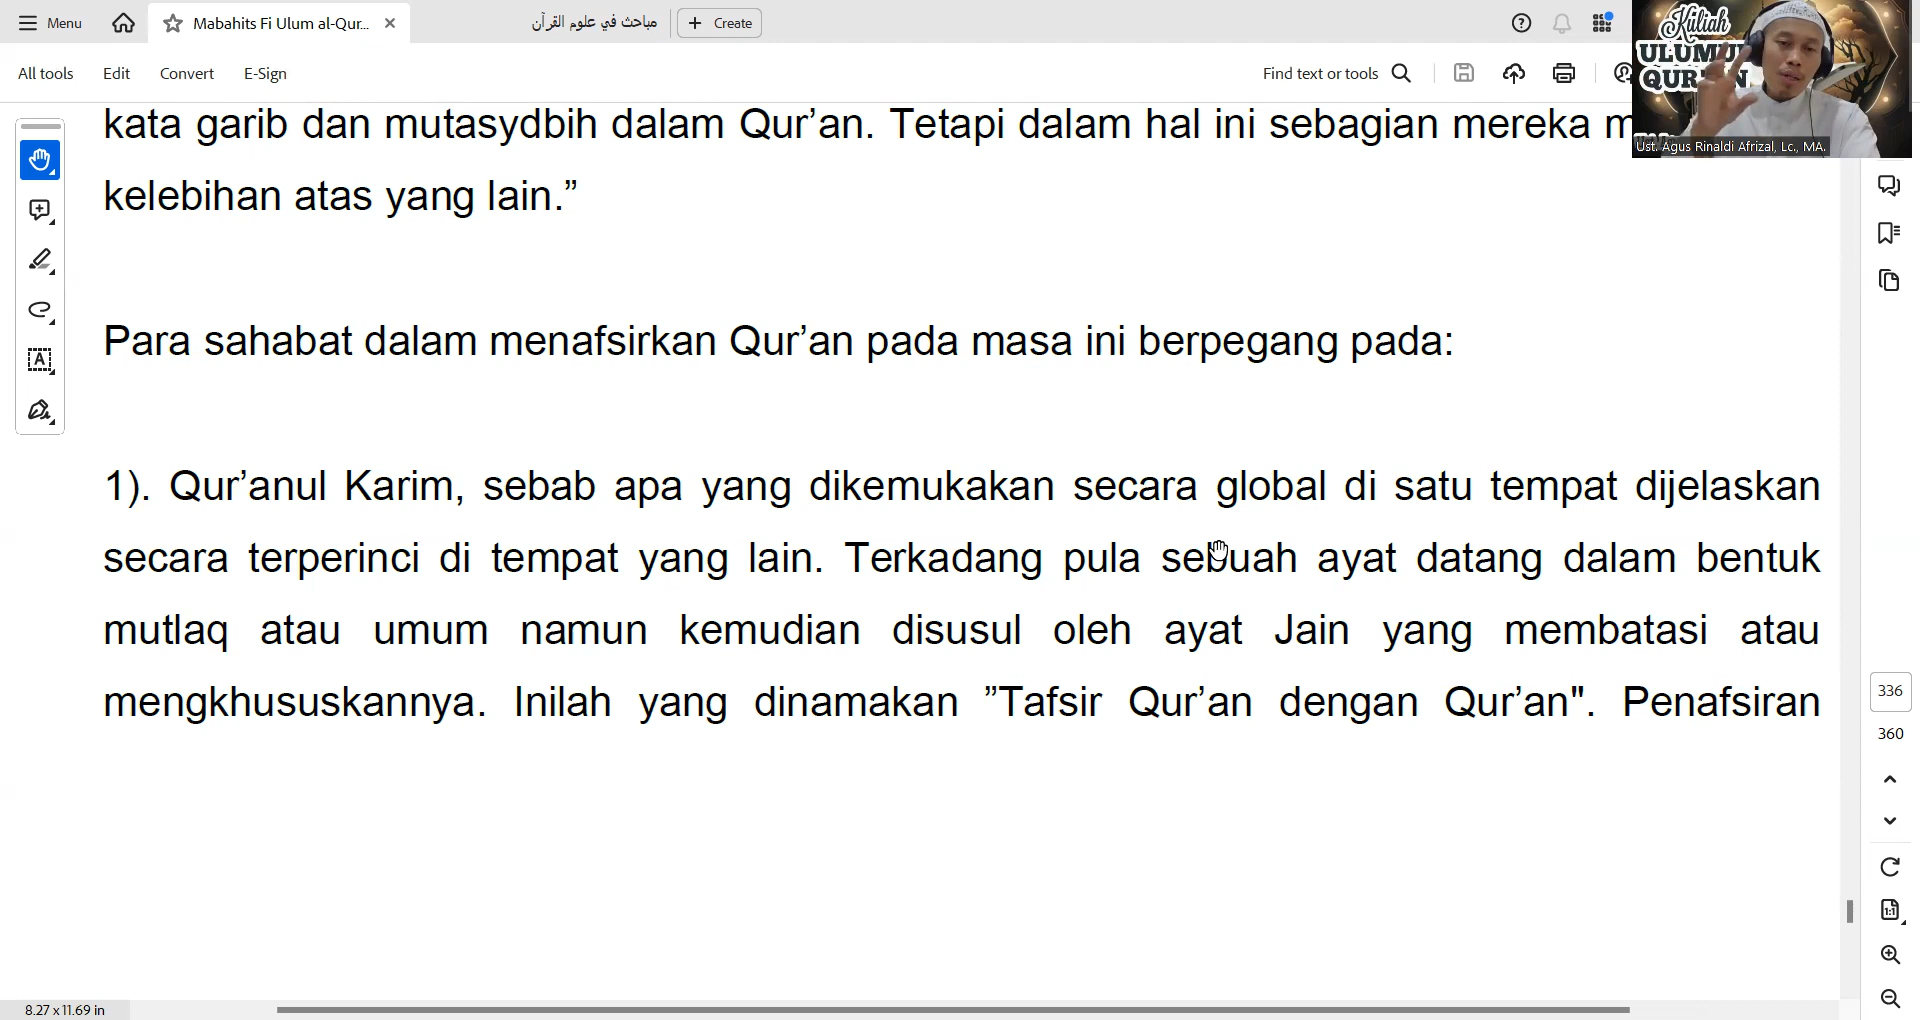 Menu
Mabahits Fi Ulum al-Qur...
مباحث في علوم القرآن
Create
All tools
Edit
Convert
E-Sign
Find text or tools
Kuliah
ULUMU
QUR
N
Ust. Agus Rinaldi Afrizal, Lc., MA.
kata garib dan mutasydbih dalam Qur’an. Tetapi dalam hal ini sebagian mereka m
kelebihan atas yang lain.”
Para sahabat dalam menafsirkan Qur’an pada masa ini berpegang pada:
1). Qur’anul Karim, sebab apa yang dikemukakan secara global di satu tempat dijelaskan
secara terperinci di tempat yang lain. Terkadang pula sebuah ayat datang dalam bentuk
mutlaq atau umum namun kemudian disusul oleh ayat Jain yang membatasi atau
mengkhususkannya. Inilah yang dinamakan ”Tafsir Qur’an dengan Qur’an". Penafsiran
336
360
8.27 x 11.69 in